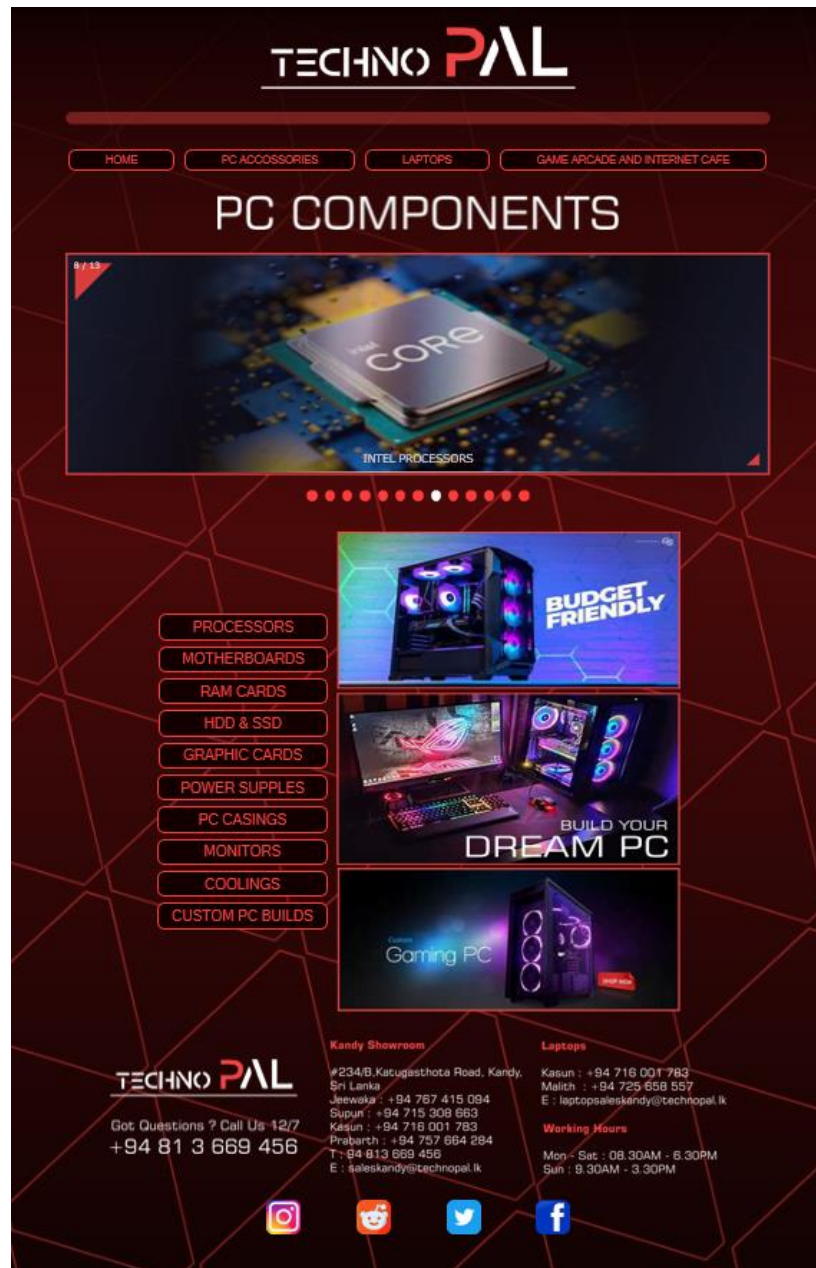 TECHNO PAL
HOME
PC ACCOSSORIES
LAPTOPS
GAME ARCADE AND INTERNET CAFE
PC COMPONENTS
8 / 13
intel
CORE
INTEL PROCESSORS
BUDGET
FRIENDLY
PROCESSORS
MOTHERBOARDS
RAM CARDS
HDD & SSD
GRAPHIC CARDS
POWER SUPPLES
PC CASINGS
MONITORS
COOLINGS
CUSTOM PC BUILDS
BUILD YOUR
DREAM PC
Custom
Gaming PC
SHOP NOW
TECHNO PAL
Got Questions ? Call Us 12/7
+94 81 3 669 456
Kandy Showroom
#234/B,Katugasthota Road, Kandy,
Sri Lanka
Jeewaka : +94 767 415 094
Supun : +94 715 308 663
Kasun : +94 716 001 783
Prabarth : +94 757 664 284
T : 94 813 669 456
E : saleskandy@technopal.lk
Laptops
Kasun : +94 716 001 783
Malith : +94 725 658 557
E : laptopsaleskandy@technopal.lk
Working Hours
Mon - Sat : 08.30AM - 6.30PM
Sun : 9.30AM - 3.30PM